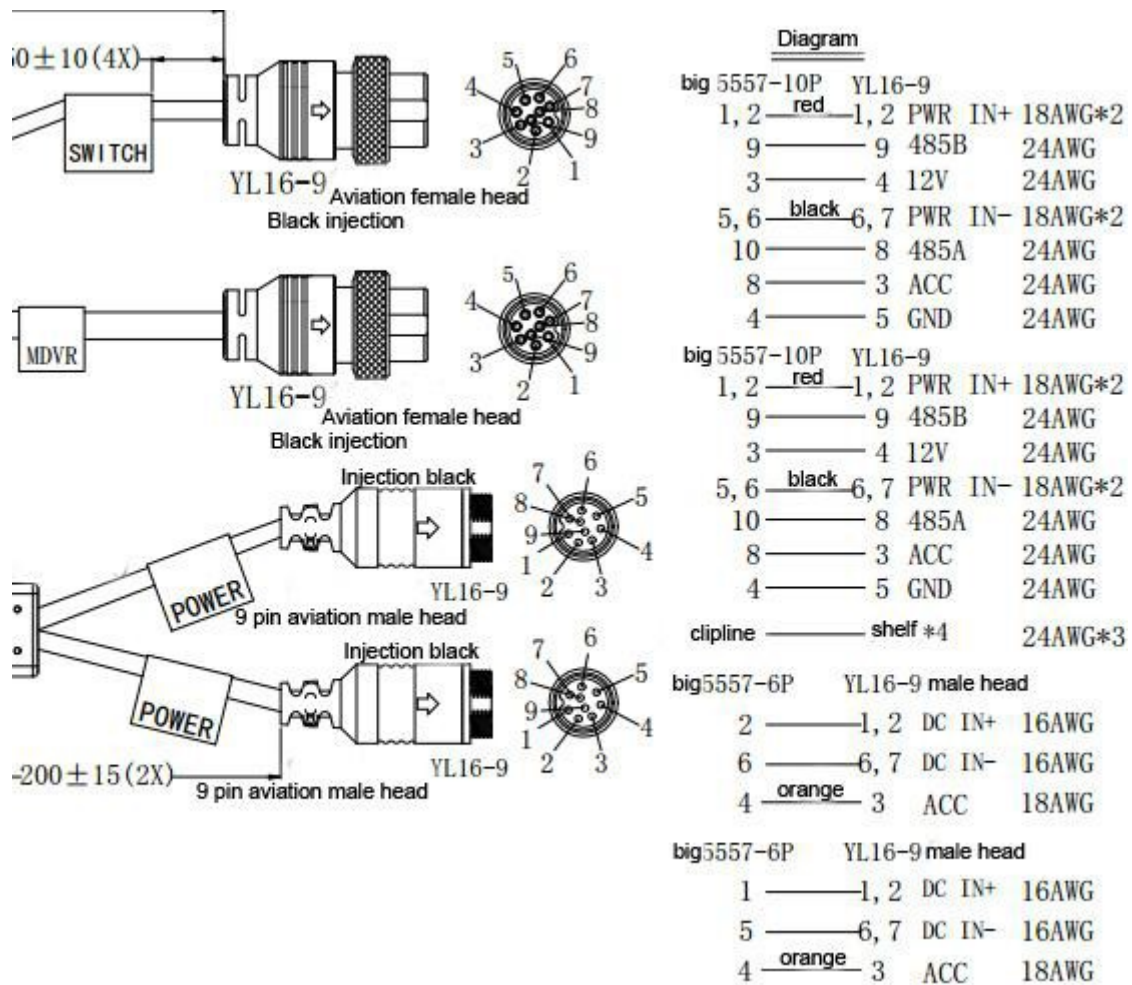 0±10(4X)
SWITCH
5 6
4 7
8
3 9
2 1
YL16-9 Aviation female head
Black injection
MDVR
5 6
4 7
8
3 9
2 1
YL16-9
Aviation female head
Black injection
Injection black
6
7 5
8
9 4
1
2 3
YL16-9
POWER
9 pin aviation male head
Injection black
6
7 5
8
9 4
1
2 3
YL16-9
POWER
200±15(2X)
9 pin aviation male head
Diagram
big 5557-10P YL16-9
1, 2 red 1, 2 PWR IN+ 18AWG*2
9 9 485B 24AWG
3 4 12V 24AWG
5, 6 black 6, 7 PWR IN- 18AWG*2
10 8 485A 24AWG
8 3 ACC 24AWG
4 5 GND 24AWG
big 5557-10P YL16-9
1, 2 red 1, 2 PWR IN+ 18AWG*2
9 9 485B 24AWG
3 4 12V 24AWG
5, 6 black 6, 7 PWR IN- 18AWG*2
10 8 485A 24AWG
8 3 ACC 24AWG
4 5 GND 24AWG
clipline shelf *4 24AWG*3
big5557-6P YL16-9 male head
2 1, 2 DC IN+ 16AWG
6 6, 7 DC IN- 16AWG
4 orange 3 ACC 18AWG
big5557-6P YL16-9 male head
1 1, 2 DC IN+ 16AWG
5 6, 7 DC IN- 16AWG
4 orange 3 ACC 18AWG